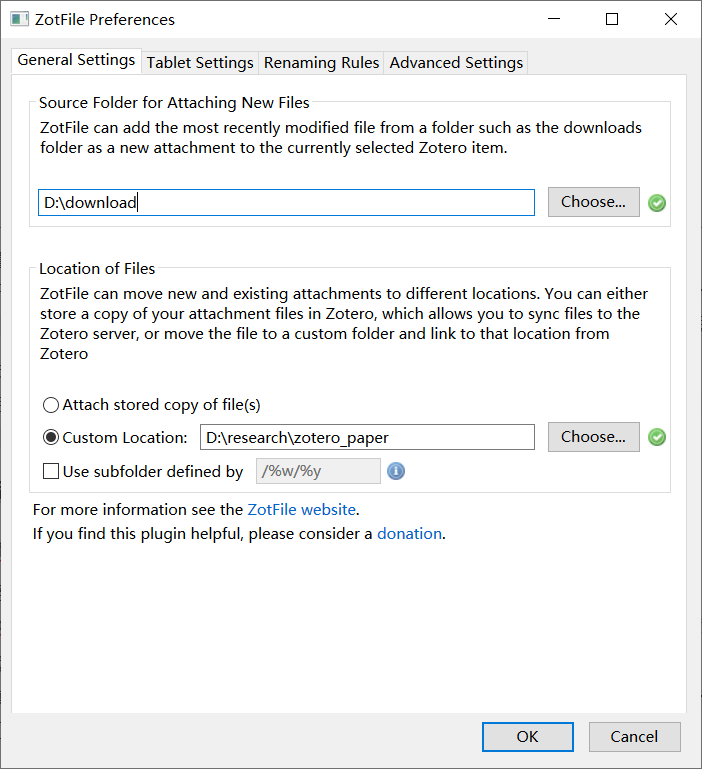 ZotFile Preferences
General Settings Tablet Settings Renaming Rules Advanced Settings
Source Folder for Attaching New Files
ZotFile can add the most recently modified file from a folder such as the downloads
folder as a new attachment to the currently selected Zotero item.
D:\download Choose...
Location of Files
ZotFile can move new and existing attachments to different locations. You can either
store a copy of your attachment files in Zotero, which allows you to sync files to the
Zotero server, or move the file to a custom folder and link to that location from
Zotero
Attach stored copy of file(s)
Custom Location: D:\research\zotero_paper Choose...
Use subfolder defined by /%w/%y
For more information see the ZotFile website.
If you find this plugin helpful, please consider a donation.
OK Cancel